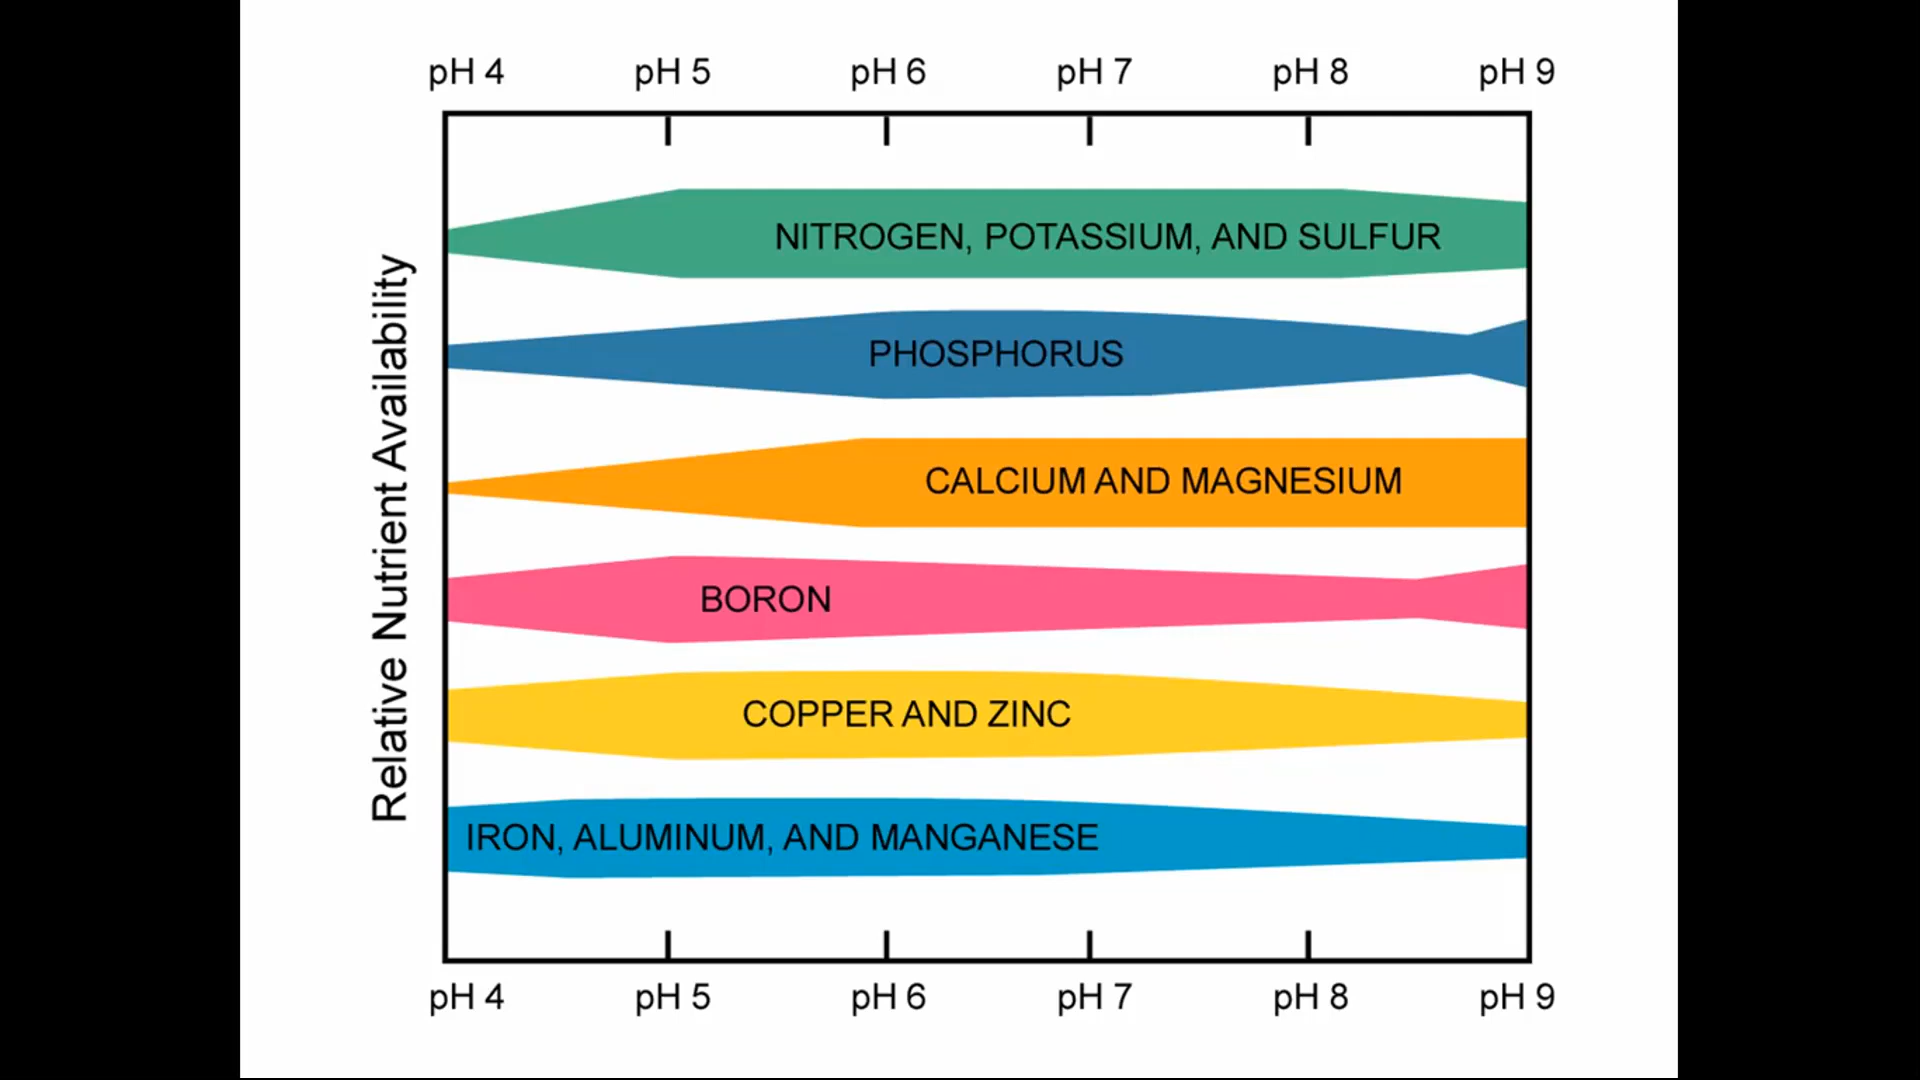 pH 4 pH 5 pH 6 pH 7 pH 8 pH 9
Relative Nutrient Availability
NITROGEN, POTASSIUM, AND SULFUR
PHOSPHORUS
CALCIUM AND MAGNESIUM
BORON
COPPER AND ZINC
IRON, ALUMINUM, AND MANGANESE
pH 4 pH 5 pH 6 pH 7 pH 8 pH 9